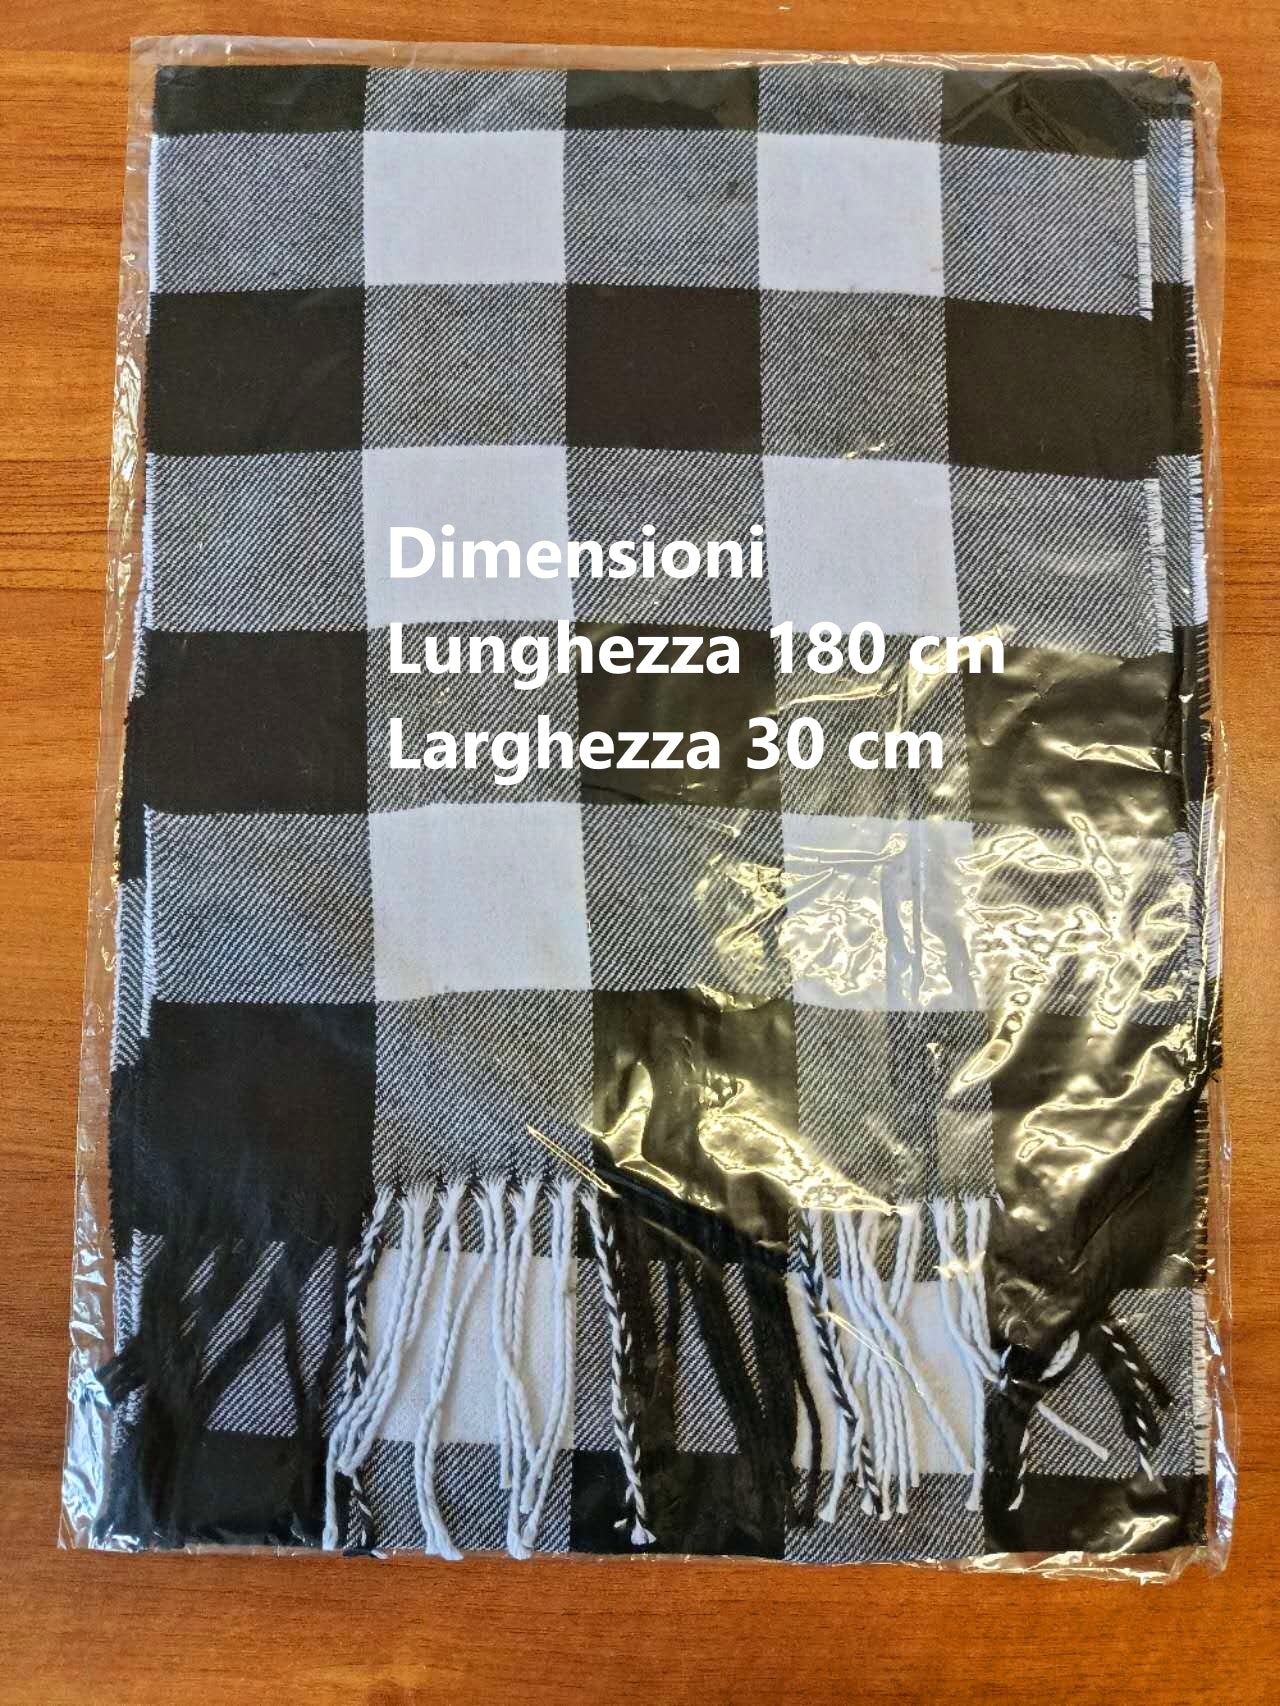 Dimensioni
Lunghezza 180 cm
Larghezza 30 cm